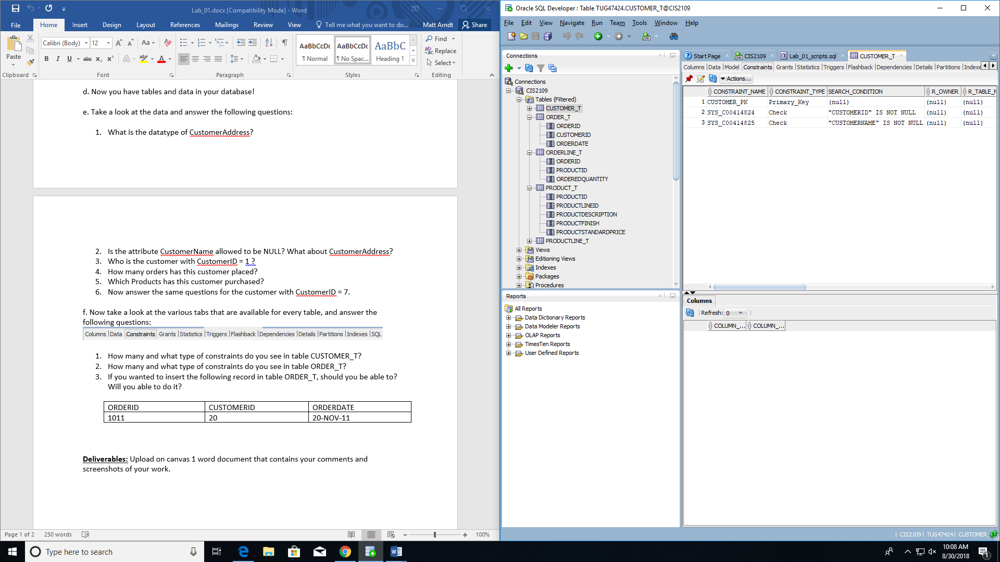 Lab_01.docx [Compatibility Mode] - Word
File Home Insert Design Layout References Mailings Review View Tell me what you want to do... Matt Arndt Share
Paste
Calibri (Body) 12
Aa
B I U abc x₂ x²
A
AaBbCcDc AaBbCcDc AaBbC
¶ Normal ¶ No Spac... Heading 1
Find
Replace
Select
Clipboard Font Paragraph Styles Editing
d. Now you have tables and data in your database!
e. Take a look at the data and answer the following questions:
1. What is the datatype of CustomerAddress?
2. Is the attribute CustomerName allowed to be NULL? What about CustomerAddress?
3. Who is the customer with CustomerID = 1 ?
4. How many orders has this customer placed?
5. Which Products has this customer purchased?
6. Now answer the same questions for the customer with CustomerID = 7.
f. Now take a look at the various tabs that are available for every table, and answer the
following questions:
Columns Data Constraints Grants Statistics Triggers Flashback Dependencies Details Partitions Indexes SQL
1. How many and what type of constraints do you see in table CUSTOMER_T?
2. How many and what type of constraints do you see in table ORDER_T?
3. If you wanted to insert the following record in table ORDER_T, should you be able to?
Will you able to do it?
ORDERID CUSTOMERID ORDERDATE
1011 20 20-NOV-11
Deliverables: Upload on canvas 1 word document that contains your comments and
screenshots of your work.
Page 1 of 2 250 words 100%
Oracle SQL Developer : Table TUG47424.CUSTOMER_T@CIS2109
File Edit View Navigate Run Team Tools Window Help
Connections
Connections
CIS2109
Tables (Filtered)
CUSTOMER_T
ORDER_T
ORDERID
CUSTOMERID
ORDERDATE
ORDERLINE_T
ORDERID
PRODUCTID
ORDEREDQUANTITY
PRODUCT_T
PRODUCTID
PRODUCTLINEID
PRODUCTDESCRIPTION
PRODUCTFINISH
PRODUCTSTANDARDPRICE
PRODUCTLINE_T
Views
Editioning Views
Indexes
Packages
Procedures
Reports
All Reports
Data Dictionary Reports
Data Modeler Reports
OLAP Reports
TimesTen Reports
User Defined Reports
Start Page CIS2109 Lab_01_scripts.sql CUSTOMER_T
Columns Data Model Constraints Grants Statistics Triggers Flashback Dependencies Details Partitions Indexe
Actions...
CONSTRAINT_NAME CONSTRAINT_TYPE SEARCH_CONDITION R_OWNER R_TABLE_N
1 CUSTOMER_PK Primary_Key (null) (null) (null)
2 SYS_C00414824 Check "CUSTOMERID" IS NOT NULL (null) (null)
3 SYS_C00414825 Check "CUSTOMERNAME" IS NOT NULL (null) (null)
Columns
Refresh: 0
COLUMN_... COLUMN_...
CIS2109 | TUG47424 | CUSTOMER_
Type here to search
10:08 AM
8/30/2018
1